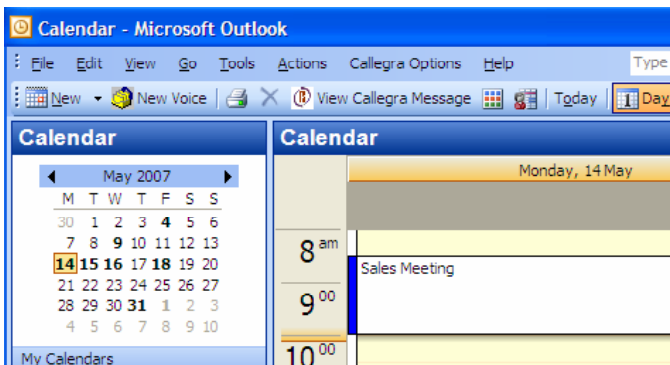 Calendar - Microsoft Outlook
File Edit View Go Tools Actions Callegra Options Help Type
New New Voice View Callegra Message Today 1 Day
Calendar
May 2007
M T W T F S S
30 1 2 3 4 5 6
7 8 9 10 11 12 13
14 15 16 17 18 19 20
21 22 23 24 25 26 27
28 29 30 31 1 2 3
4 5 6 7 8 9 10
My Calendars
Calendar
Monday, 14 May
8 am
Sales Meeting
9 00
10 00